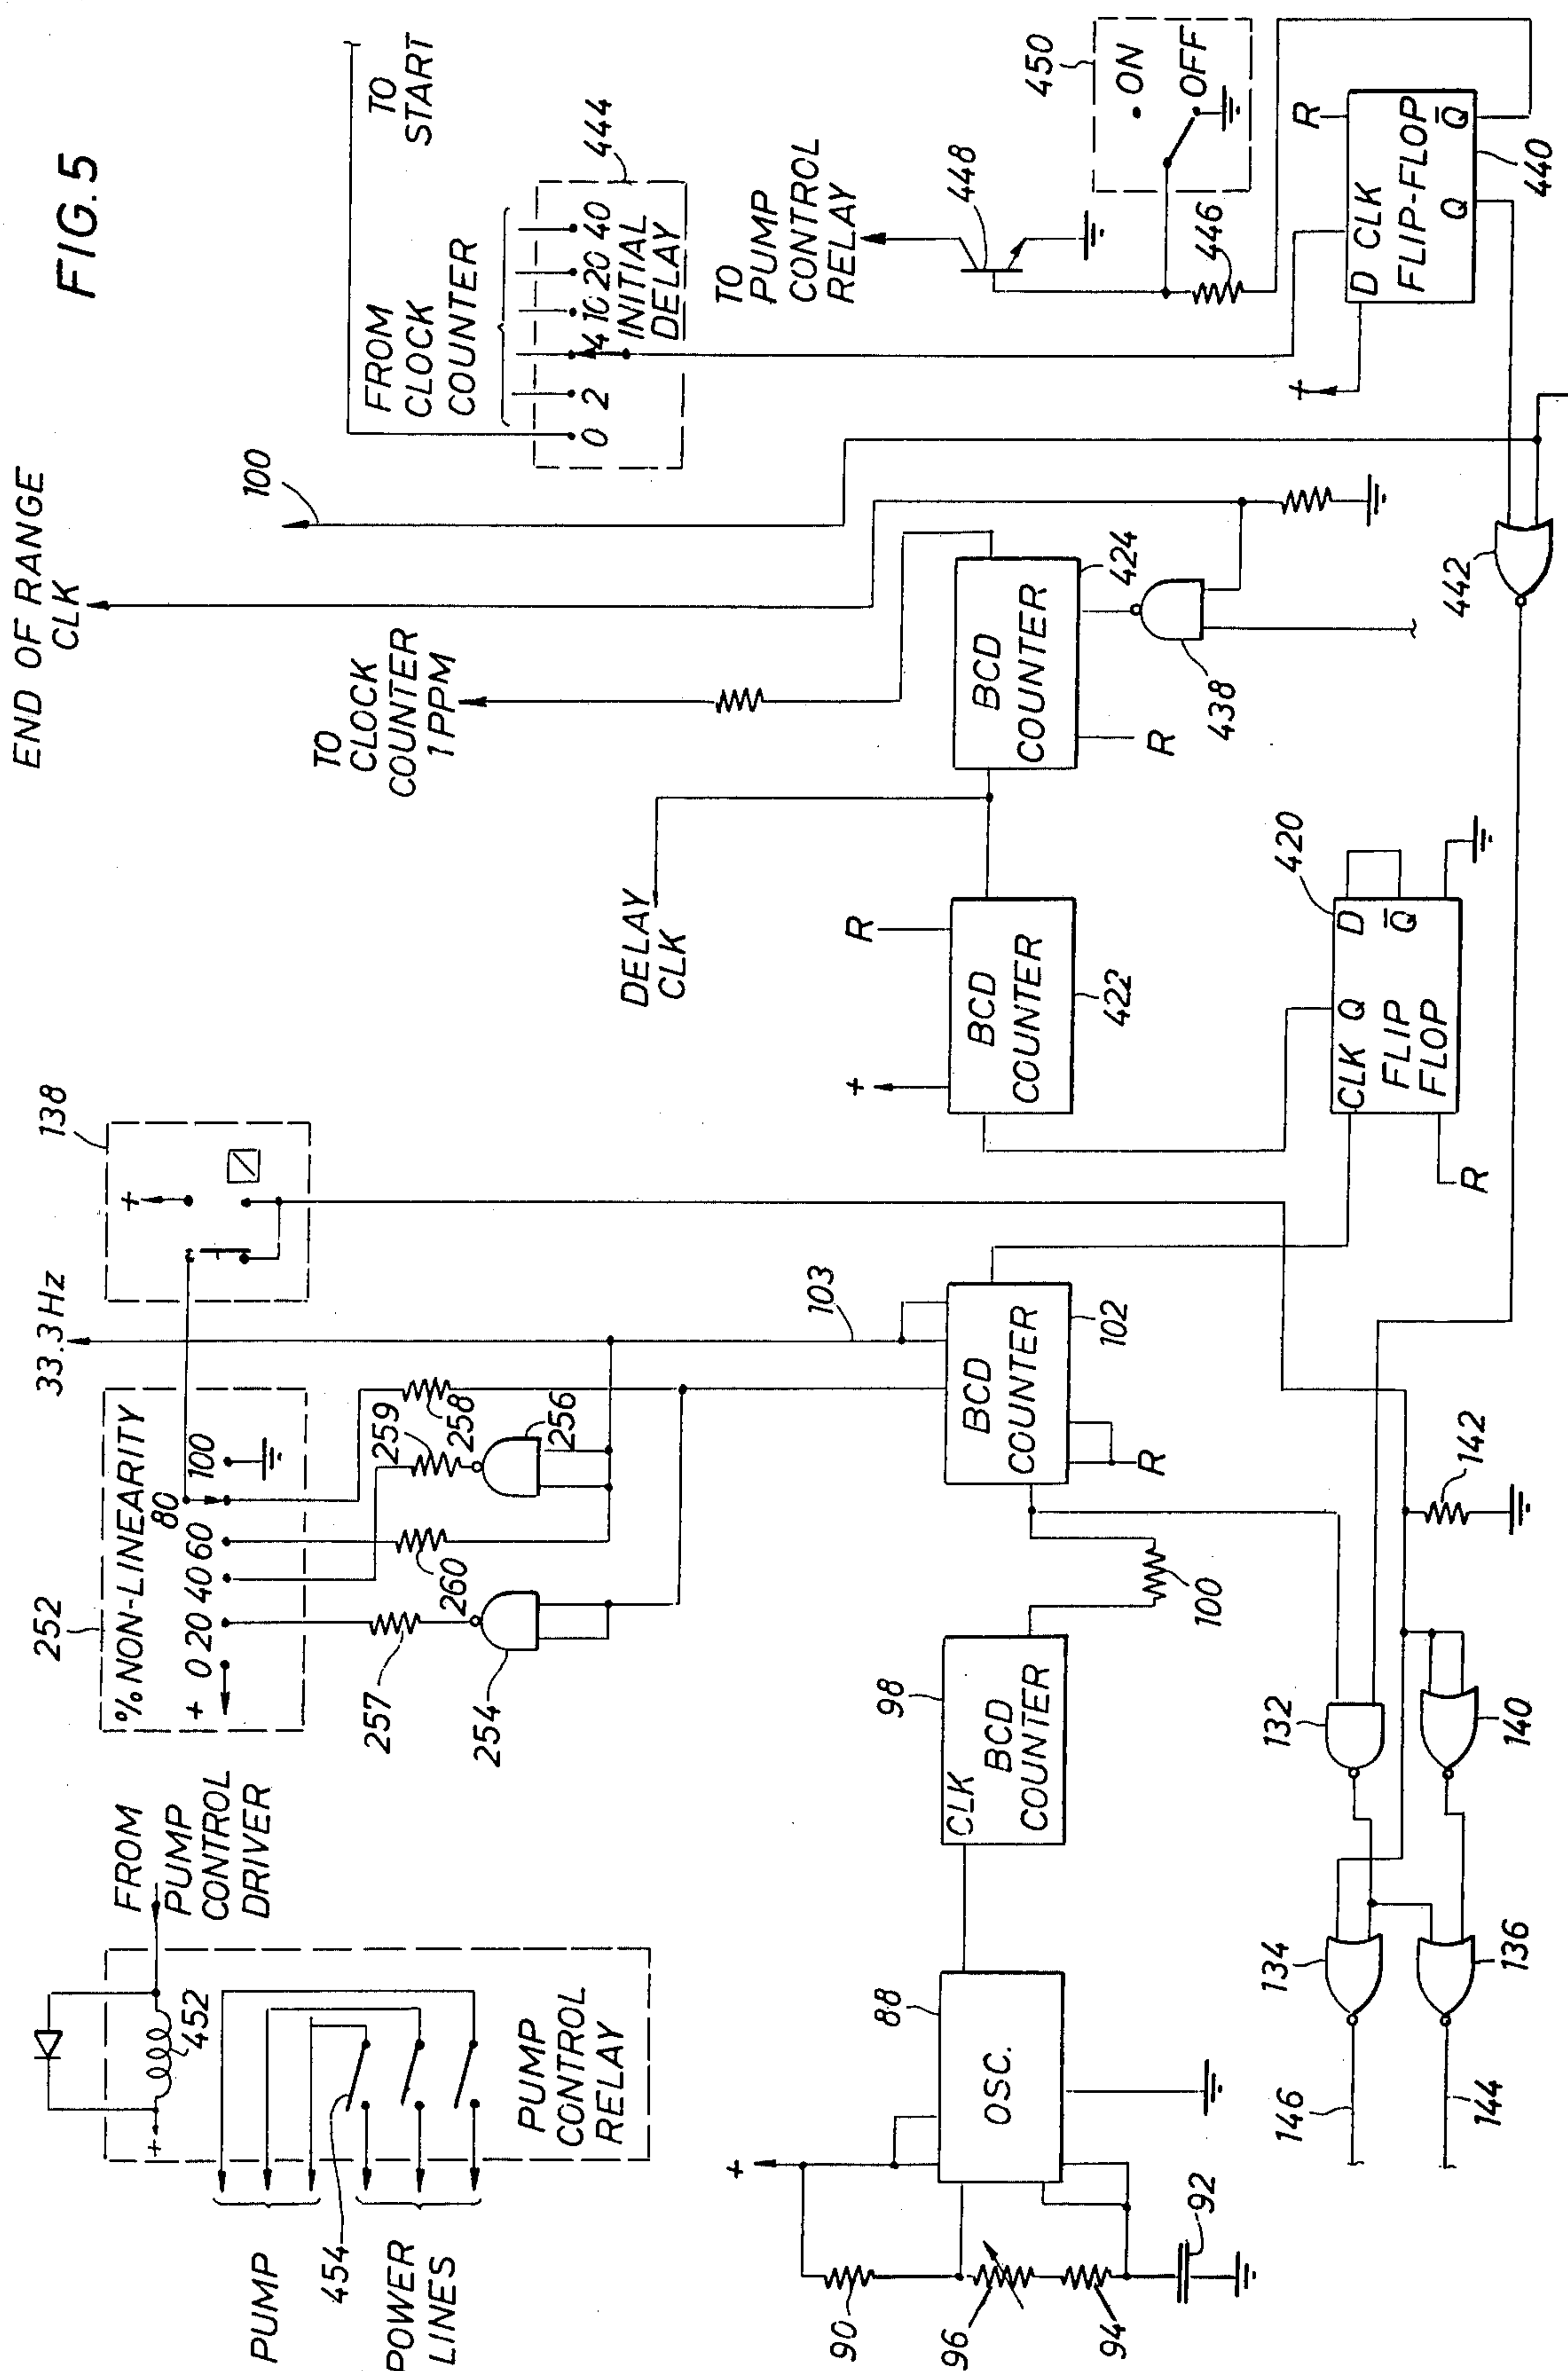 FIG.5
END OF RANGE
CLK
100
TO
START
FROM
CLOCK
COUNTER
444
0 2 4 10 20 40
INITIAL
DELAY
TO
PUMP
CONTROL
RELAY
448
450
ON
OFF
446
R
D CLK
FLIP-FLOP
Q Q̅
440
+
442
TO
CLOCK
COUNTER
1 PPM
BCD
COUNTER
424
438
R
DELAY
CLK
R
BCD
COUNTER
422
+
420
CLK Q D
Q̅
FLIP
FLOP
R
138
+
33.3 Hz
103
252
% NON-LINEARITY
+ 0 20 40 60 80 100
257
254
260
259
258
256
BCD
COUNTER
102
R
100
98
CLK
BCD
COUNTER
142
132
140
134
136
146
144
FROM
PUMP
CONTROL
DRIVER
452
+
PUMP
CONTROL
RELAY
PUMP
454
POWER
LINES
88
OSC.
+
90
96
94
92